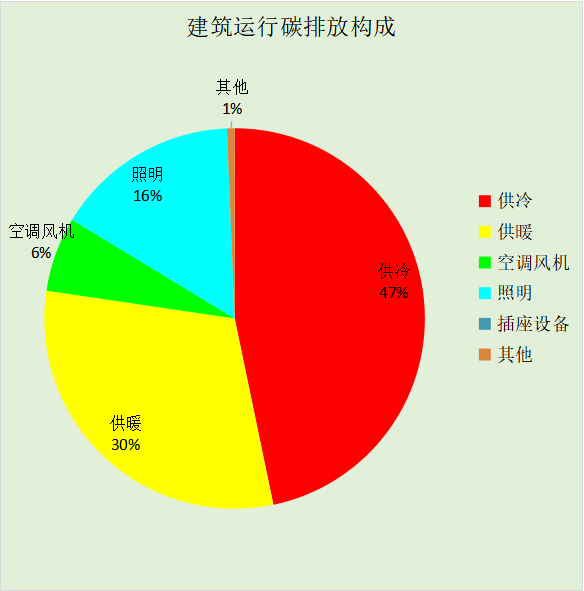 建筑运行碳排放构成
其他
1%
照明
16%
空调风机
6%
供冷
47%
供暖
30%
供冷
供暖
空调风机
照明
插座设备
其他